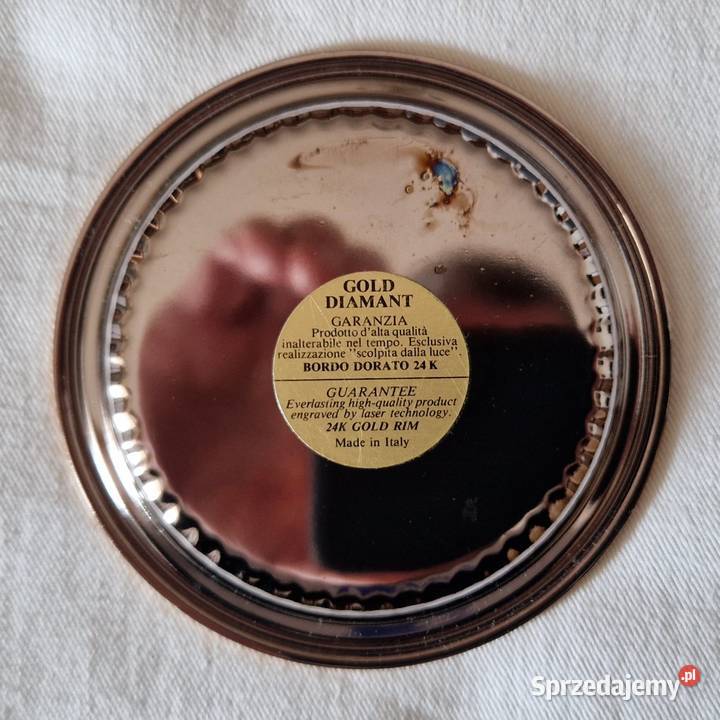 GOLD
DIAMANT
GARANZIA
Prodotto d'alta qualità
inalterabile nel tempo. Esclusiva
realizzazione "scolpita dalla luce".
BORDO DORATO 24 K
GUARANTEE
Everlasting high-quality product
engraved by laser technology.
24K GOLD RIM
Made in Italy
Sprzedajemy.pl